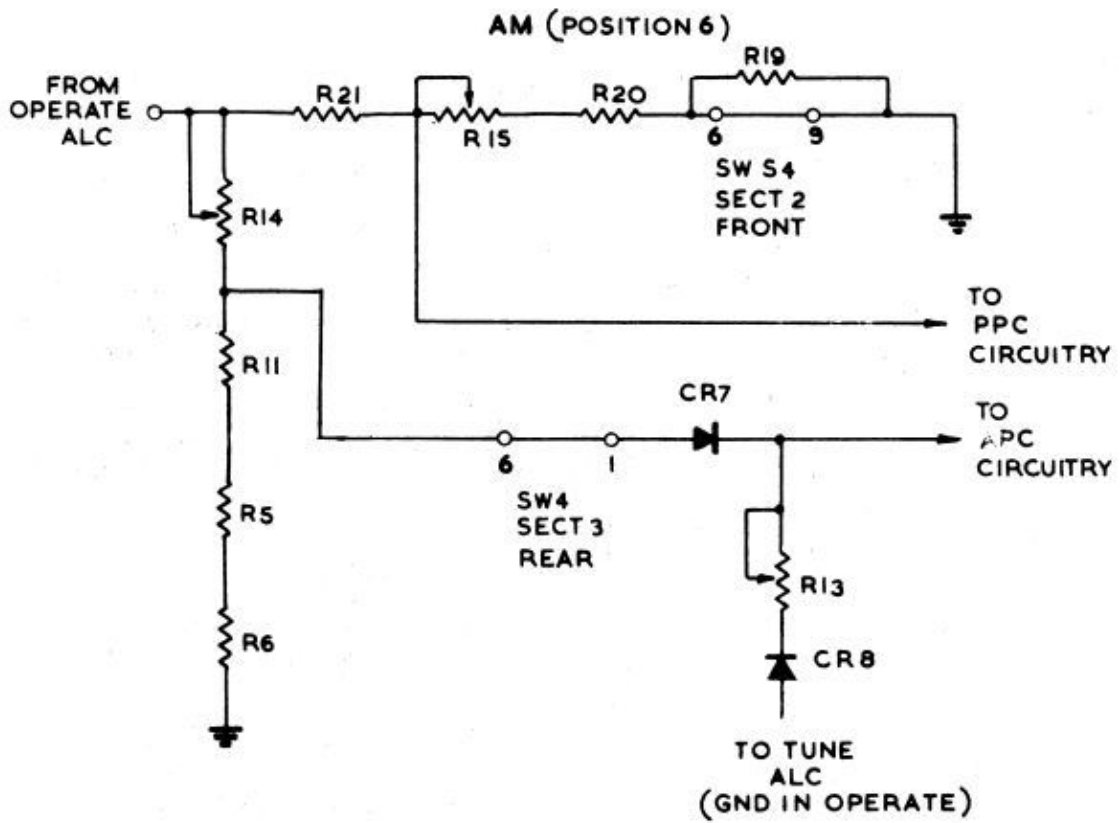 AM (POSITION 6)
R19
FROM
OPERATE
ALC
R21
R15
R20
6
9
SW S4
SECT 2
FRONT
R14
TO
PPC
CIRCUITRY
R11
CR7
TO
APC
CIRCUITRY
6
1
SW4
SECT 3
REAR
R5
R13
R6
CR8
TO TUNE
ALC
(GND IN OPERATE)